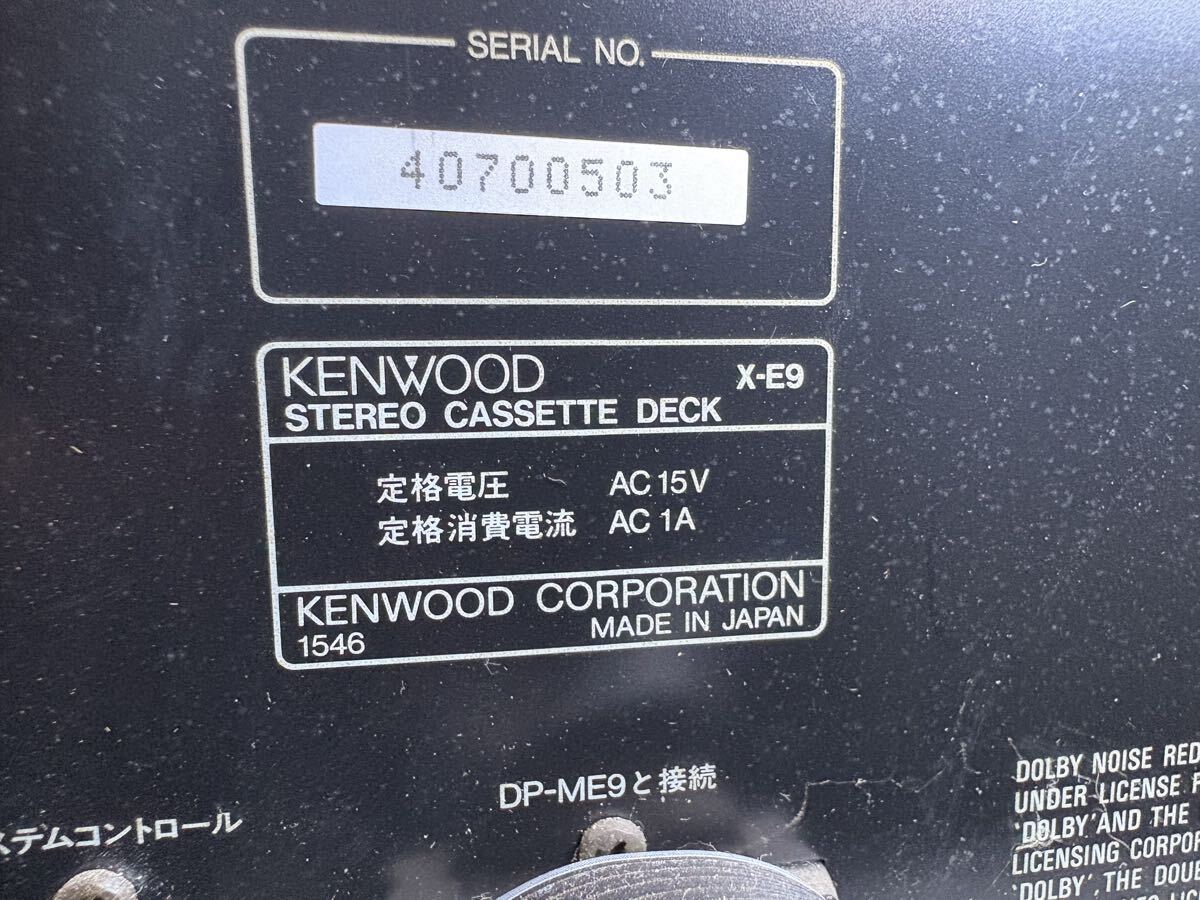 SERIAL NO.
40700503
KENWOOD X-E9
STEREO CASSETTE DECK
定格電圧 AC 15V
定格消費電流 AC 1A
KENWOOD CORPORATION
1546 MADE IN JAPAN
DP-ME9と接続
ステムコントロール
DOLBY NOISE RED
UNDER LICENSE F
'DOLBY' AND THE
LICENSING CORPOR
'DOLBY', THE DOU